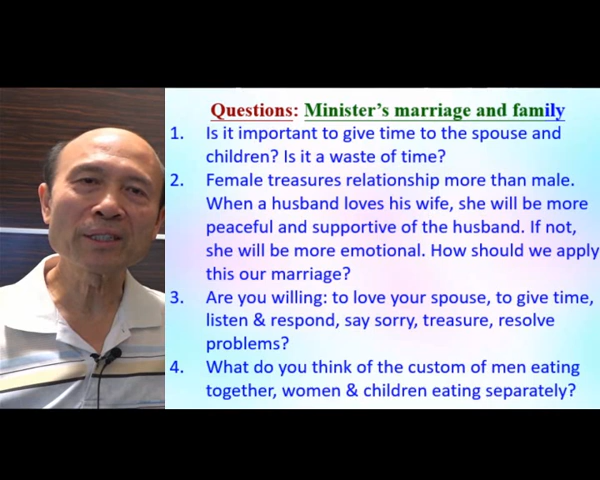 Questions: Minister's marriage and family
1. Is it important to give time to the spouse and
children? Is it a waste of time?
2. Female treasures relationship more than male.
When a husband loves his wife, she will be more
peaceful and supportive of the husband. If not,
she will be more emotional. How should we apply
this our marriage?
3. Are you willing: to love your spouse, to give time,
listen & respond, say sorry, treasure, resolve
problems?
4. What do you think of the custom of men eating
together, women & children eating separately?